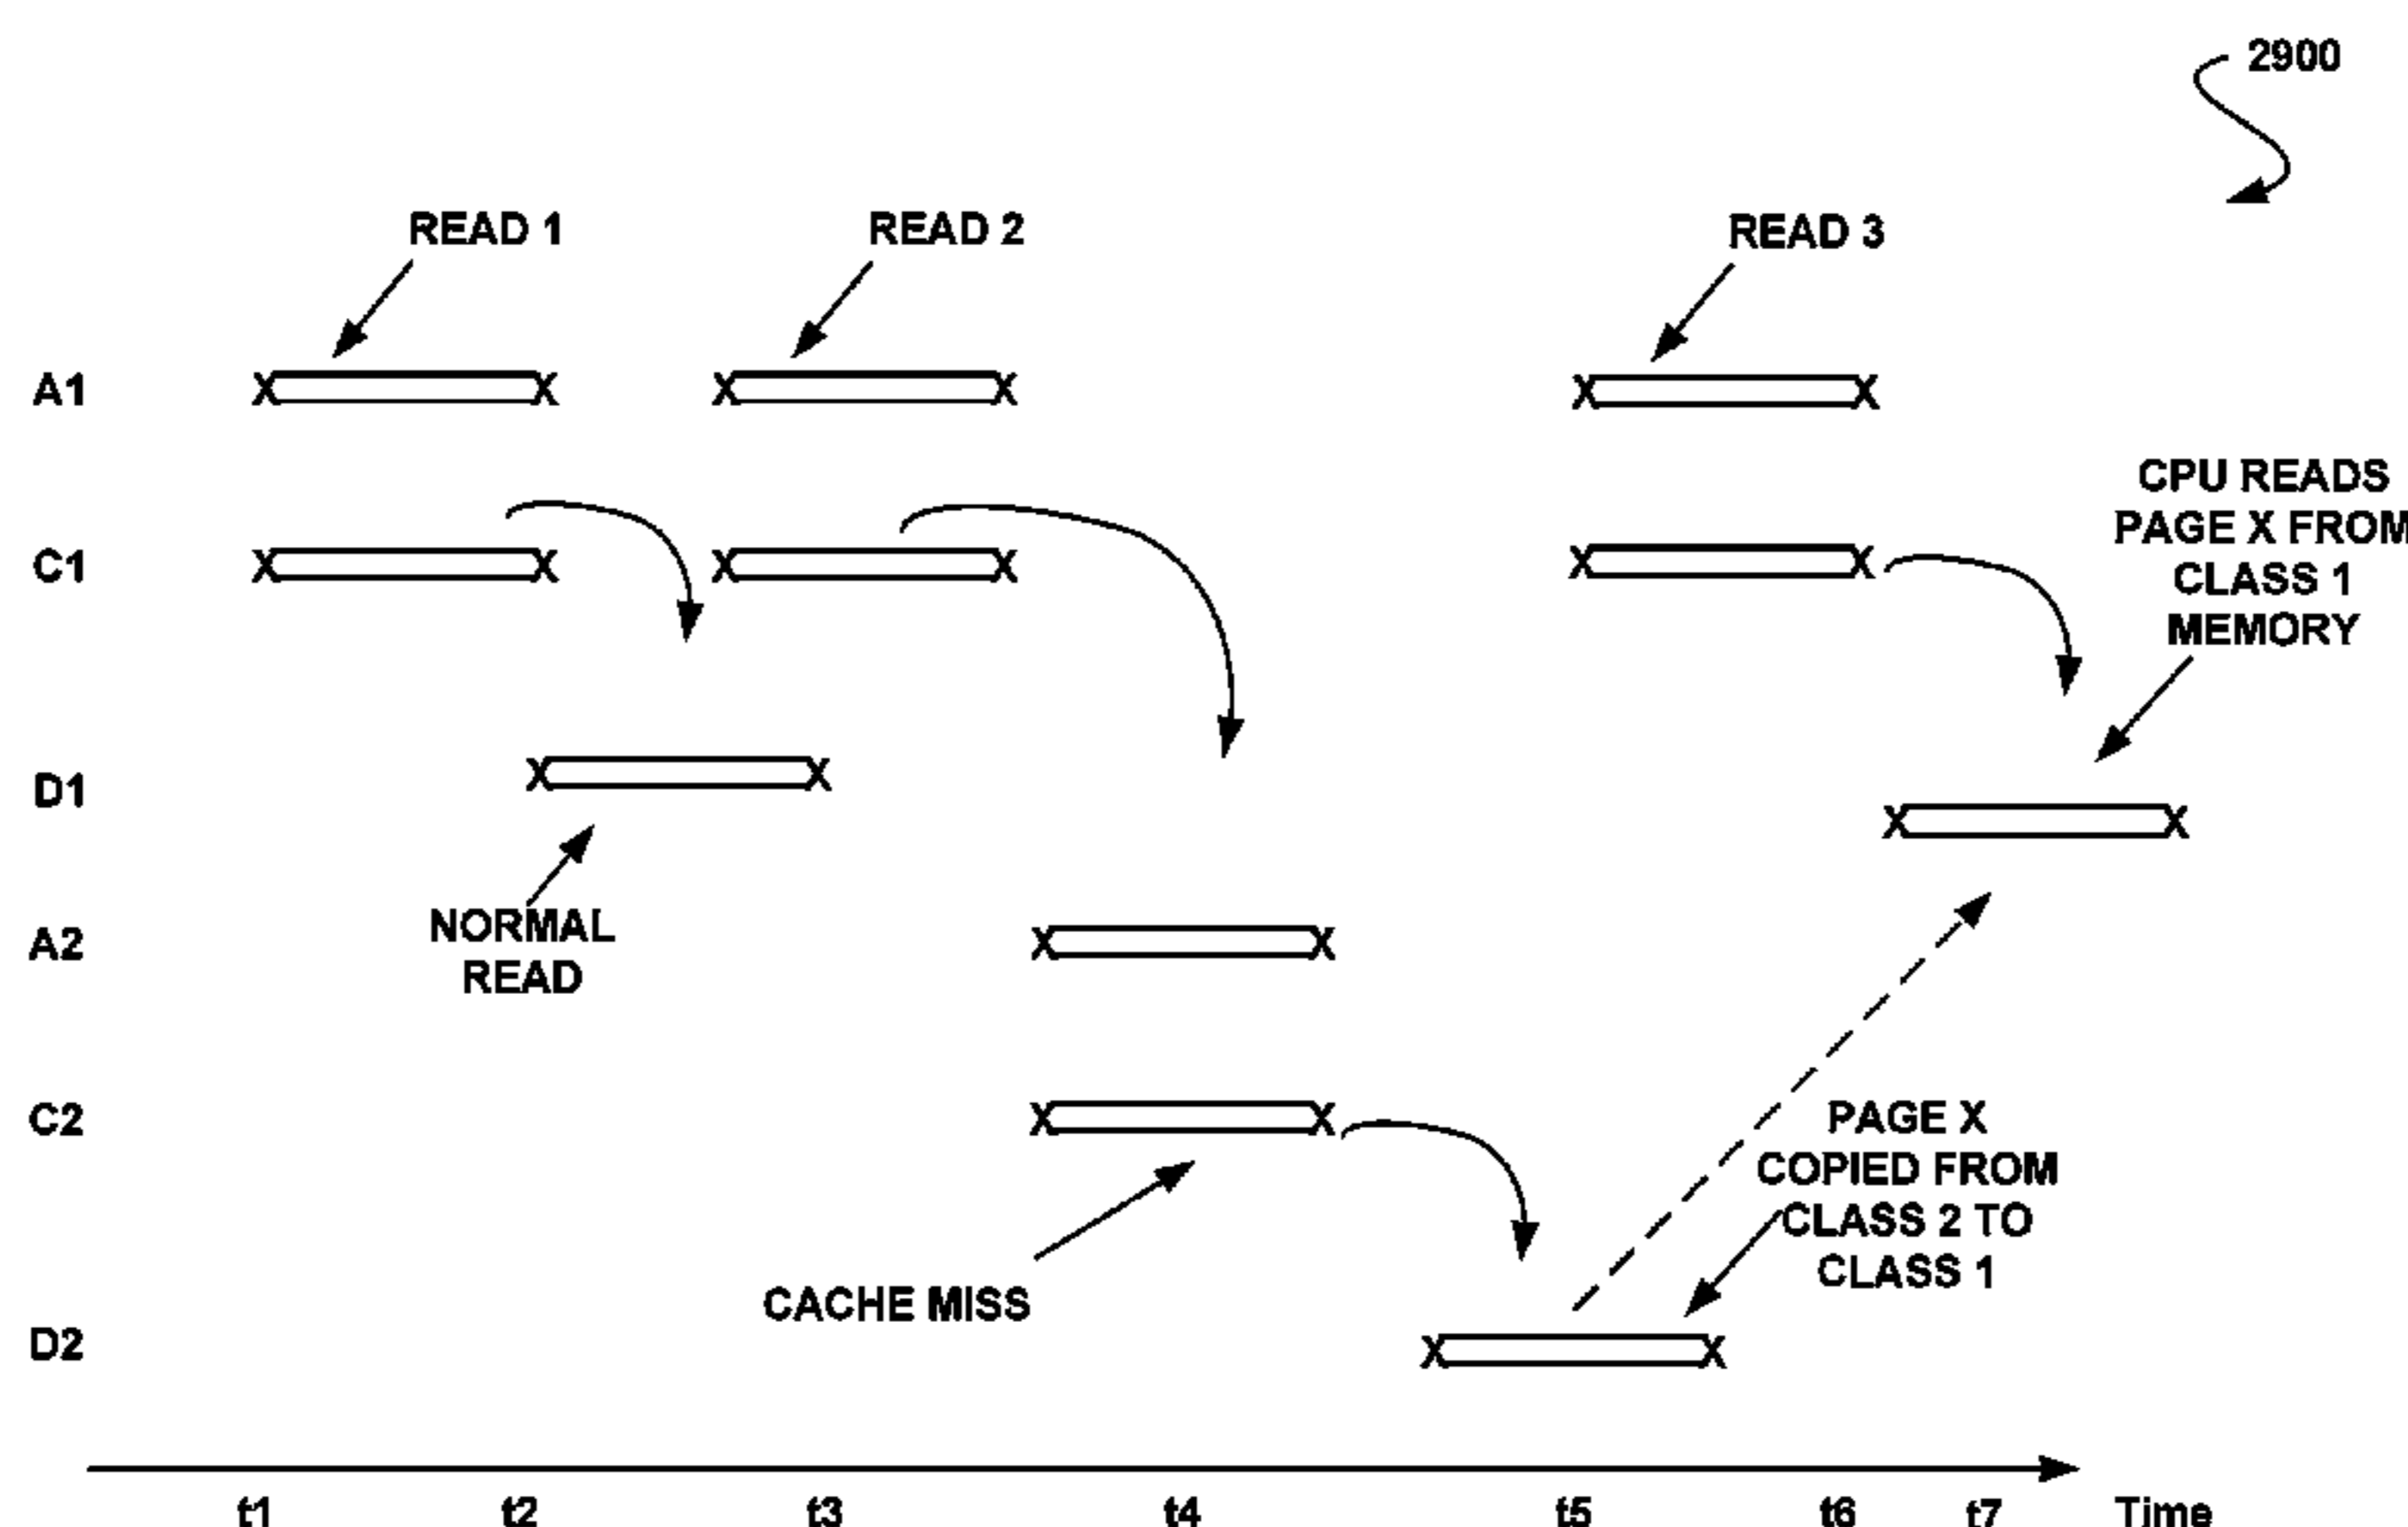 2900
READ 1
READ 2
READ 3
A1
CPU READS
PAGE X FROM
CLASS 1
MEMORY
C1
D1
NORMAL
READ
A2
C2
PAGE X
COPIED FROM
CLASS 2 TO
CLASS 1
CACHE MISS
D2
t1 t2 t3 t4 t5 t6 t7 Time